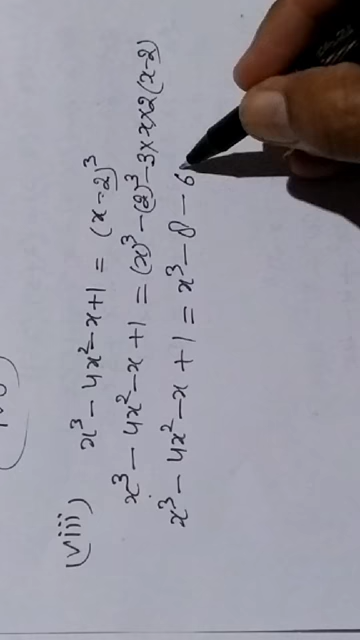 (viii) x³ - 4x² - x + 1 = (x - 2)³
x³ - 4x² - x + 1 = (x)³ - (2)³ - 3 × x × 2 (x - 2)
x³ - 4x² - x + 1 = x³ - 8 - 6